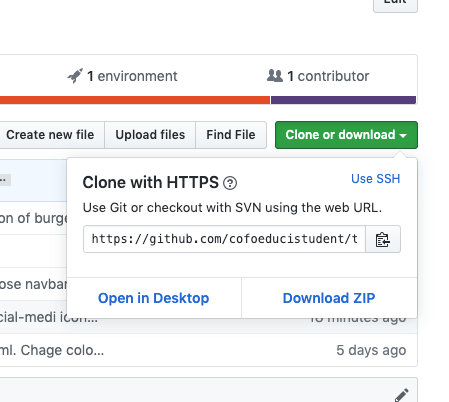 Edit
1 environment
1 contributor
Create new file
Upload files
Find File
Clone or download
...
Clone with HTTPS
Use SSH
on of burge
Use Git or checkout with SVN using the web URL.
https://github.com/cofoeducistudent/t
ose navbar
Open in Desktop
Download ZIP
cial-medi icon...
18 minutes ago
ml. Chage colo...
5 days ago